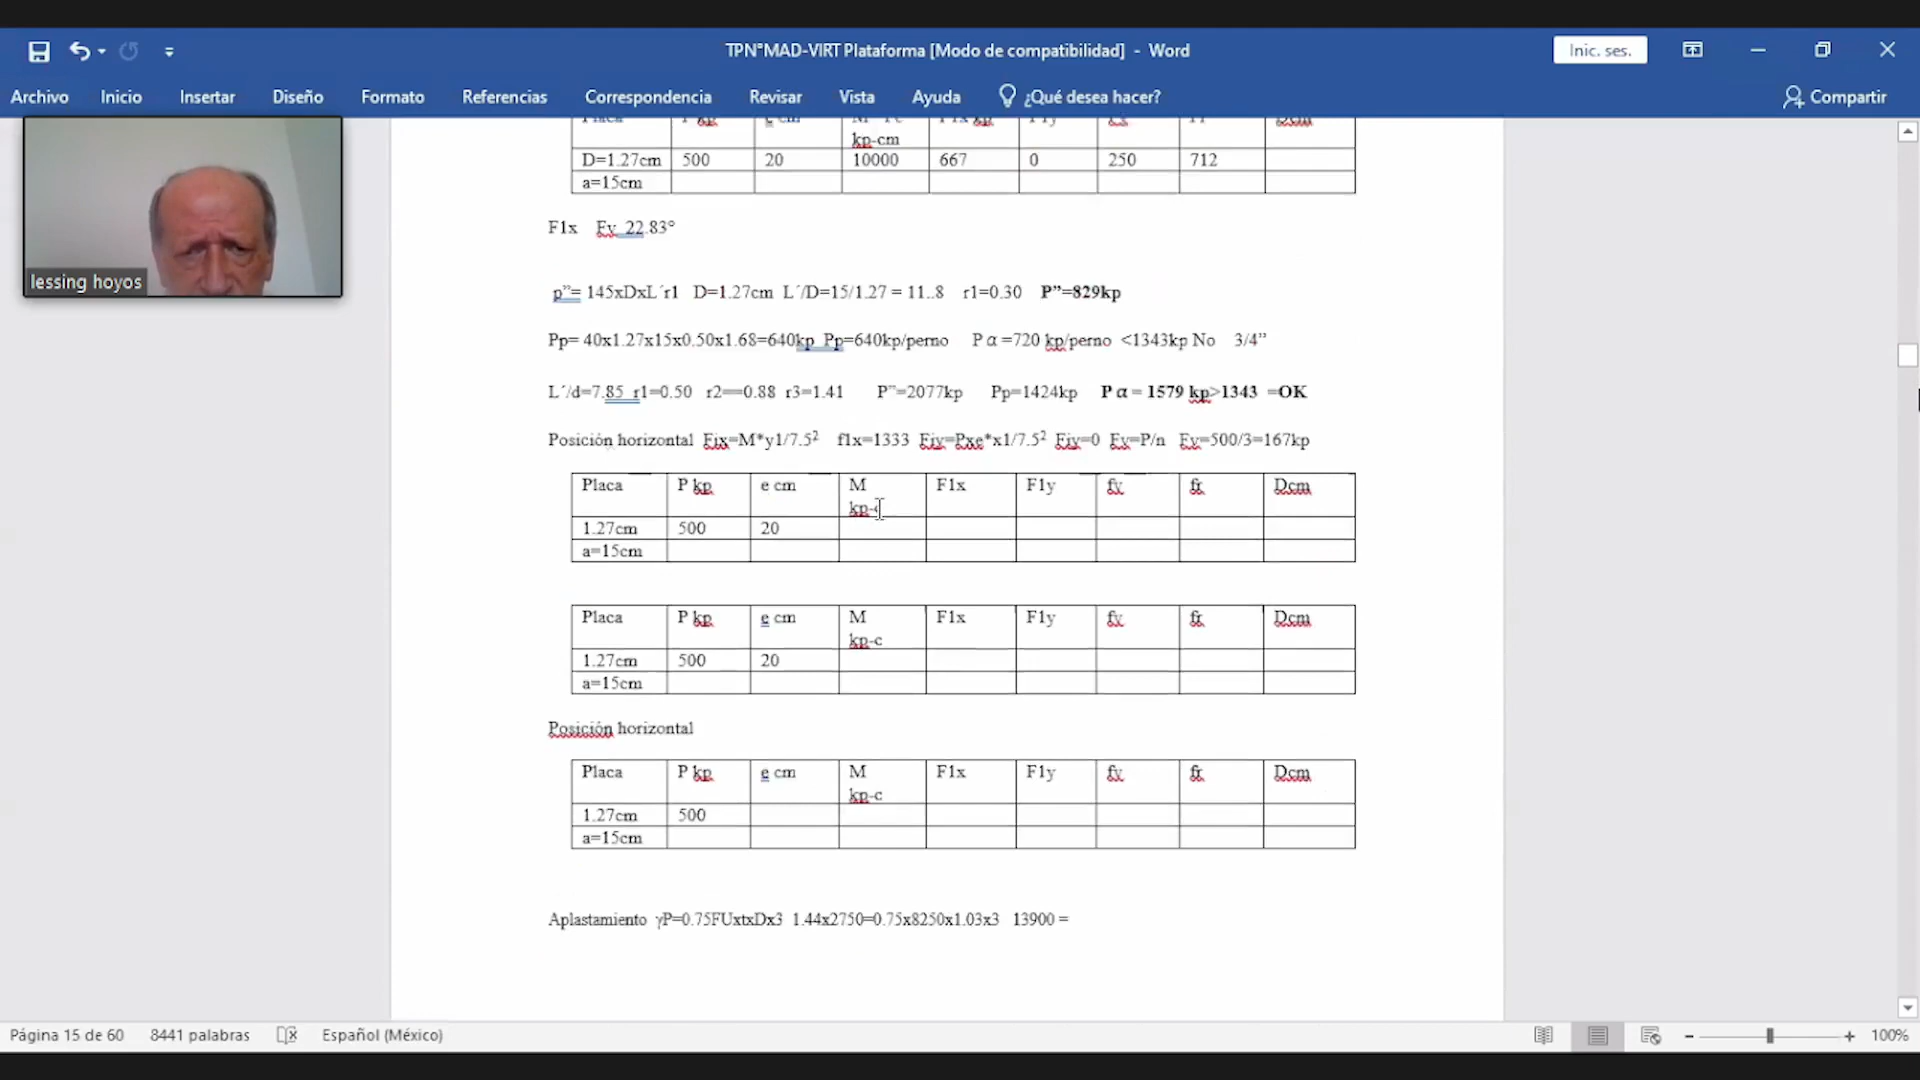 TPN°MAD-VIRT Plataforma [Modo de compatibilidad] - Word
Inic. ses.
Archivo Inicio Insertar Diseño Formato Referencias Correspondencia Revisar Vista Ayuda ¿Qué desea hacer? Compartir
lessing hoyos
kp-cm
D=1.27cm 500 20 10000 667 0 250 712
a=15cm
F1x Fy 22.83°
p”= 145xDxL´r1 D=1.27cm L´/D=15/1.27 = 11..8 r1=0.30 P”=829kp
Pp= 40x1.27x15x0.50x1.68=640kp Pp=640kp/perno P α =720 kp/perno <1343kp No 3/4”
L´/d=7.85 r1=0.50 r2==0.88 r3=1.41 P”=2077kp Pp=1424kp P α = 1579 kp>1343 =OK
Posición horizontal Fix=M*y1/7.5² f1x=1333 Fiy=Pxe*x1/7.5² Fiy=0 Fy=P/n Fy=500/3=167kp
Placa P kp e cm M F1x F1y fy fr Dcm
kp-c
1.27cm 500 20
a=15cm
Placa P kp e cm M F1x F1y fy fr Dcm
kp-c
1.27cm 500 20
a=15cm
Posición horizontal
Placa P kp e cm M F1x F1y fy fr Dcm
kp-c
1.27cm 500
a=15cm
Aplastamiento γP=0.75FUxtxDx3 1.44x2750=0.75x8250x1.03x3 13900 =
Página 15 de 60 8441 palabras Español (México) 100%